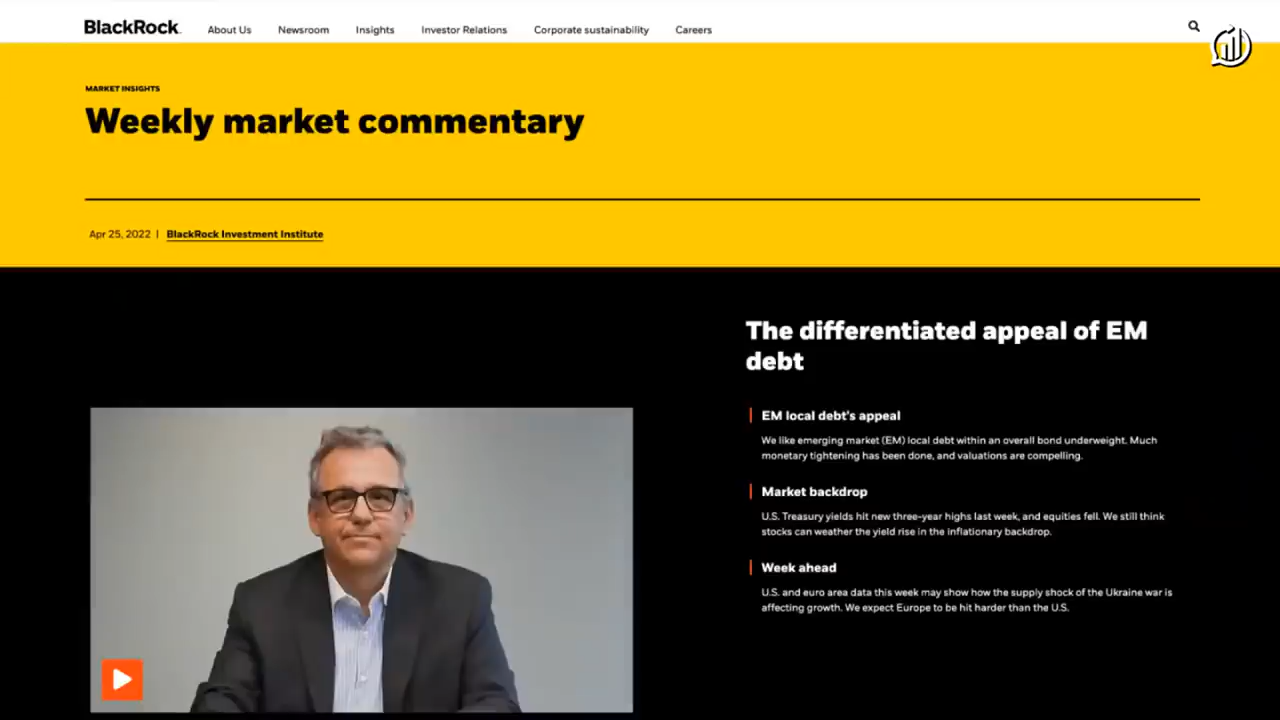 BlackRock.
About Us
Newsroom
Insights
Investor Relations
Corporate sustainability
Careers
MARKET INSIGHTS
Weekly market commentary
Apr 25, 2022 | BlackRock Investment Institute
The differentiated appeal of EM
debt
EM local debt's appeal
We like emerging market (EM) local debt within an overall bond underweight. Much
monetary tightening has been done, and valuations are compelling.
Market backdrop
U.S. Treasury yields hit new three-year highs last week, and equities fell. We still think
stocks can weather the yield rise in the inflationary backdrop.
Week ahead
U.S. and euro area data this week may show how the supply shock of the Ukraine war is
affecting growth. We expect Europe to be hit harder than the U.S.